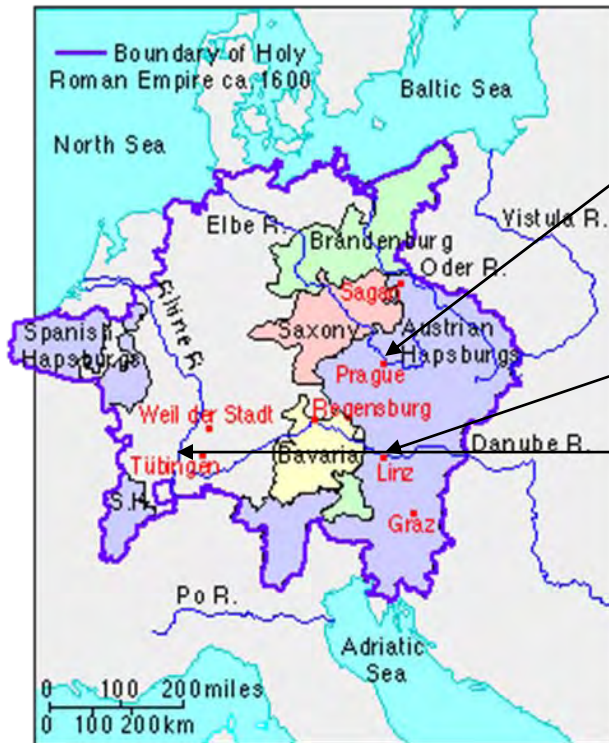 Boundary of Holy
Roman Empire ca. 1600
Baltic Sea
North Sea
Elbe R.
Vistula R.
Brandenburg
Oder R.
Sagan
Rhine R.
Spanish
Hapsburgs
Saxony
Austrian
Hapsburgs
Prague
Weil der Stadt
Regensburg
Danube R.
Bavaria
Tübingen
Linz
S.H.
Graz
Po R.
Adriatic
Sea
0 100 200 miles
0 100 200 km